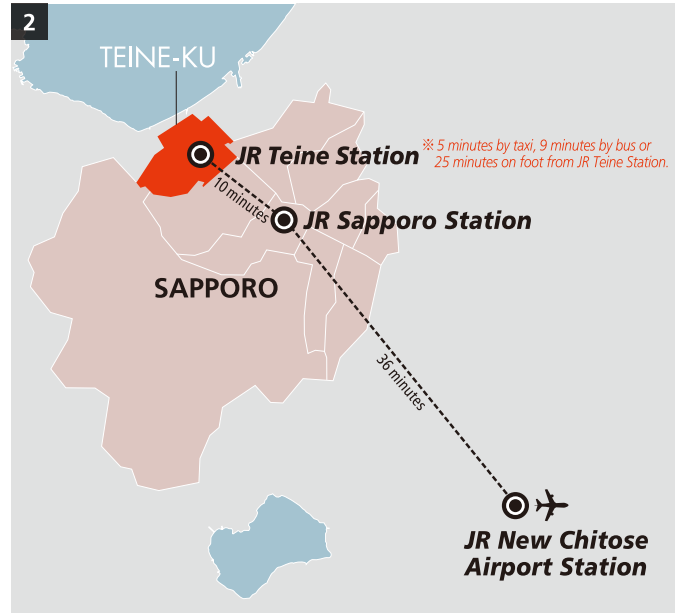 2
TEINE-KU
JR Teine Station
※ 5 minutes by taxi, 9 minutes by bus or
25 minutes on foot from JR Teine Station.
10 minutes
JR Sapporo Station
SAPPORO
36 minutes
JR New Chitose
Airport Station